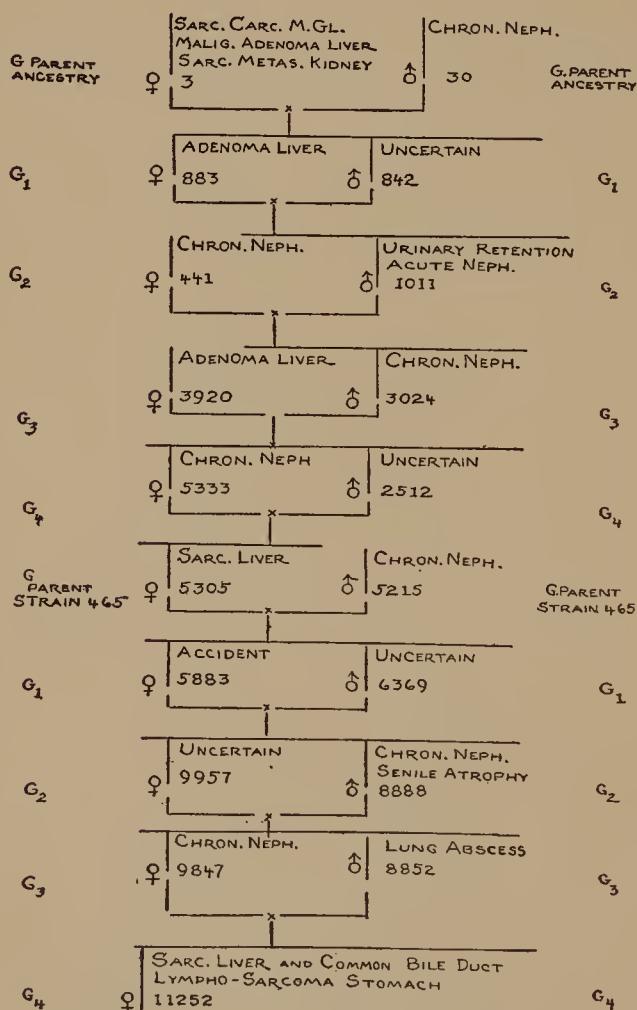 SARC. CARC. M.GL.
MALIG. ADENOMA LIVER
SARC. METAS. KIDNEY
CHRON. NEPH.
G PARENT
ANCESTRY
♀ 3
♂ 30
G. PARENT
ANCESTRY
×
ADENOMA LIVER
UNCERTAIN
G1
♀ 883
♂ 842
G1
×
CHRON. NEPH.
URINARY RETENTION
ACUTE NEPH.
G2
♀ 441
♂ 1011
G2
×
ADENOMA LIVER
CHRON. NEPH.
G3
♀ 3920
♂ 3024
G3
CHRON. NEPH
UNCERTAIN
G4
♀ 5333
♂ 2512
G4
×
SARC. LIVER
CHRON. NEPH.
G
PARENT
STRAIN 465
♀ 5305
♂ 5215
G. PARENT
STRAIN 465
×
ACCIDENT
UNCERTAIN
G1
♀ 5883
♂ 6369
G1
×
UNCERTAIN
CHRON. NEPH.
SENILE ATROPHY
G2
♀ 9957
♂ 8888
G2
×
CHRON. NEPH.
LUNG ABSCESS
G3
♀ 9847
♂ 8852
G3
×
SARC. LIVER AND COMMON BILE DUCT
LYMPHO-SARCOMA STOMACH
G4
♀ 11252
G4